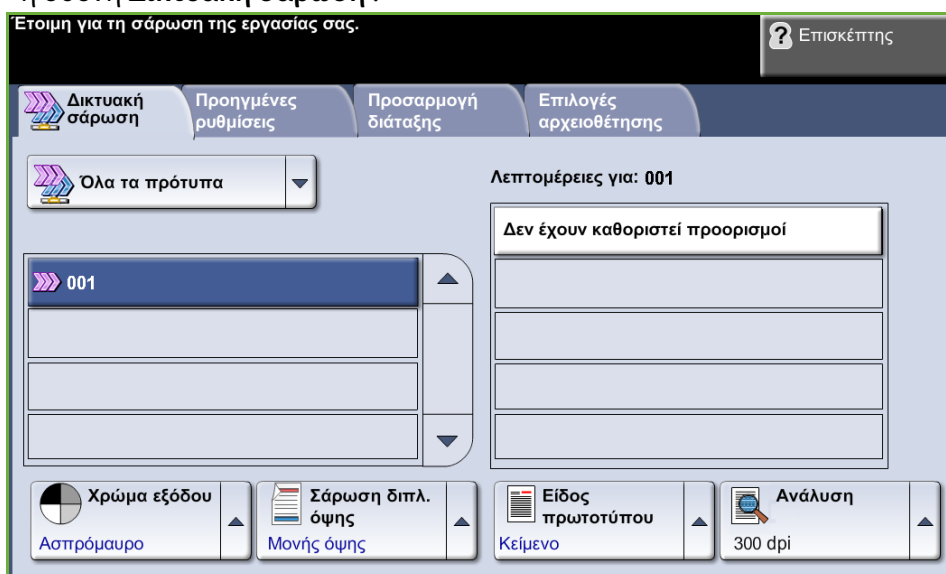 Έτοιμη για τη σάρωση της εργασίας σας.
Επισκέπτης
Δικτυακή σάρωση
Προηγμένες ρυθμίσεις
Προσαρμογή διάταξης
Επιλογές αρχειοθέτησης
Όλα τα πρότυπα
Λεπτομέρειες για: 001
Δεν έχουν καθοριστεί προορισμοί
001
Χρώμα εξόδου
Ασπρόμαυρο
Σάρωση διπλ. όψης
Μονής όψης
Είδος πρωτοτύπου
Κείμενο
Ανάλυση
300 dpi